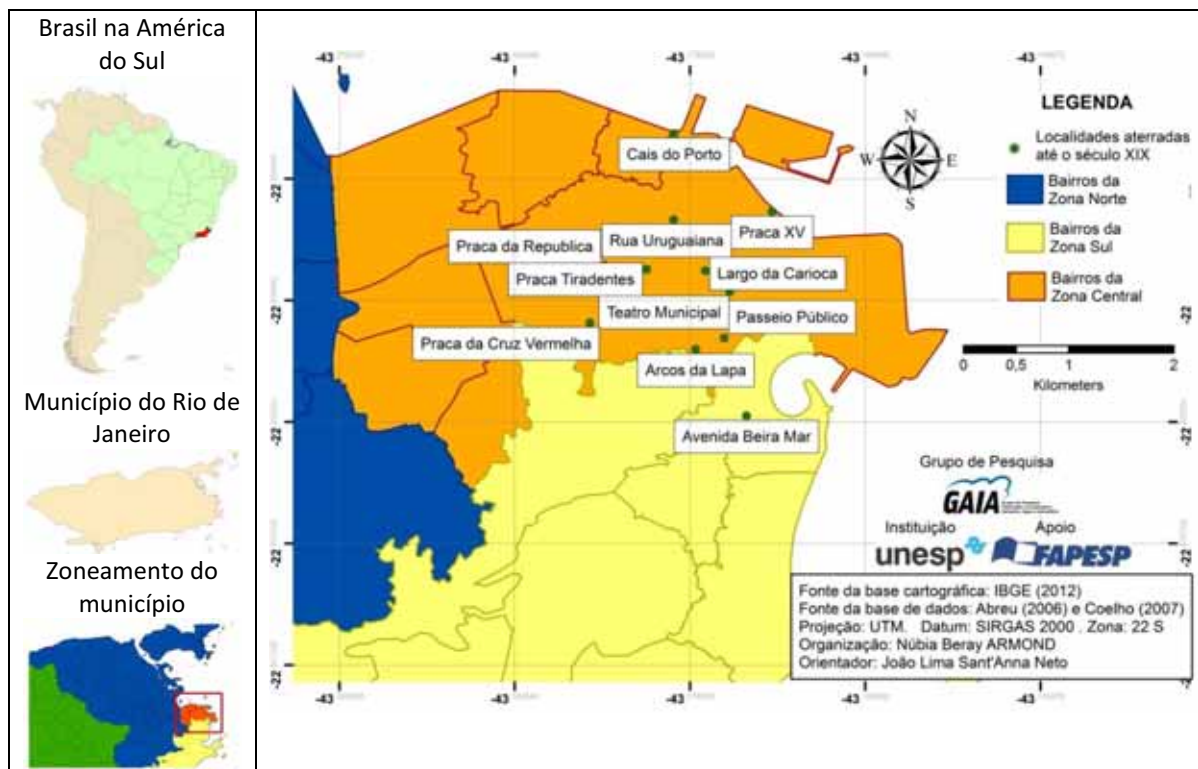 Brasil na América
do Sul
Município do Rio de
Janeiro
Zoneamento do
município
-43
-43
-43
-43
-43
N
W
E
S
-22
-22
-22
-22
-22
Cais do Porto
Praca XV
Rua Uruguaiana
Praca da Republica
Praca Tiradentes
Largo da Carioca
Teatro Municipal
Passeio Público
Praca da Cruz Vermelha
Arcos da Lapa
Avenida Beira Mar
-22
-22
-22
-22
-22
-43
-43
-43
-43
-43
LEGENDA
Localidades aterradas
até o século XIX
Bairros da
Zona Norte
Bairros da
Zona Sul
Bairros da
Zona Central
0 0,5 1 2
Kilometers
Grupo de Pesquisa
GAIA
Instituição
Apoio
unesp
FAPESP
Fonte da base cartográfica: IBGE (2012)
Fonte da base de dados: Abreu (2006) e Coelho (2007)
Projeção: UTM. Datum: SIRGAS 2000 . Zona: 22 S
Organização: Núbia Beray ARMOND
Orientador: João Lima Sant'Anna Neto